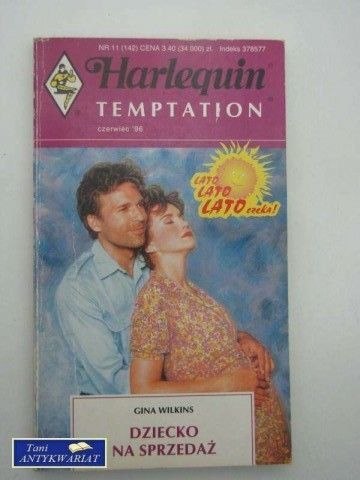 NR 11 (142) CENA 3.40 (34 000) zł. Indeks 378577
Harlequin®
TEMPTATION®
czerwiec '96
LATO
LATO
LATO czeka!
GINA WILKINS
DZIECKO
NA SPRZEDAŻ
Tani
ANTYKWARIAT